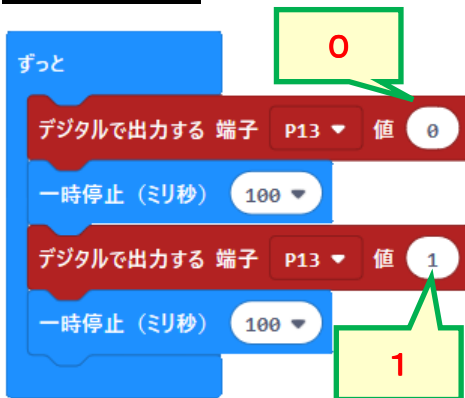 0
ずっと
デジタルで出力する 端子 P13 値 0
一時停止 (ミリ秒) 100
デジタルで出力する 端子 P13 値 1
一時停止 (ミリ秒) 100
1